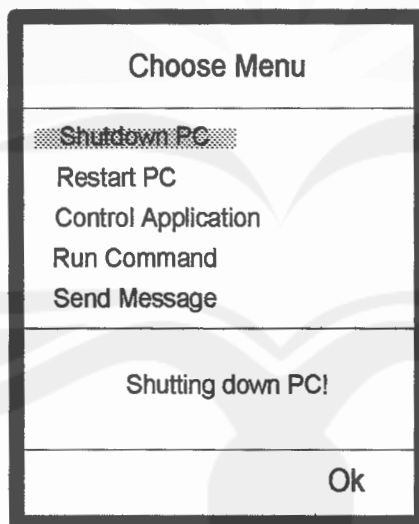 Choose Menu
Shutdown PC
Restart PC
Control Application
Run Command
Send Message
Shutting down PC!
Ok